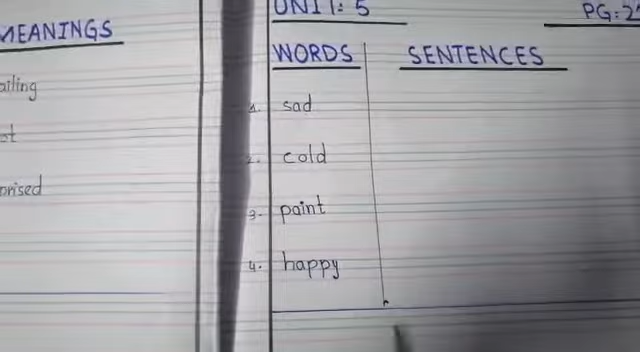 MEANINGS
UNIT: 5
WORDS SENTENCES
1. sad
2. cold
3. paint
4. happy